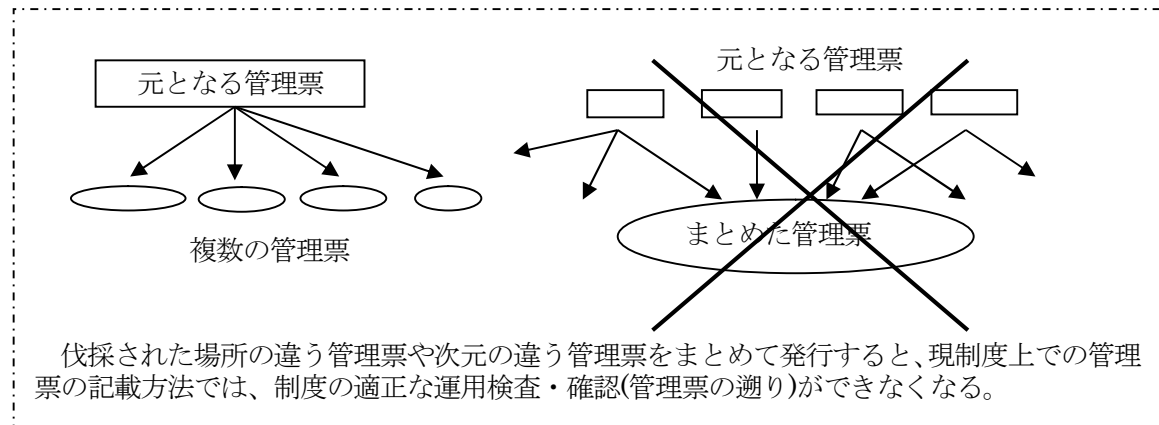 元となる管理票
複数の管理票
元となる管理票
まとめた管理票
伐採された場所の違う管理票や次元の違う管理票をまとめて発行すると、現制度上での管理
票の記載方法では、制度の適正な運用検査・確認(管理票の遡り)ができなくなる。